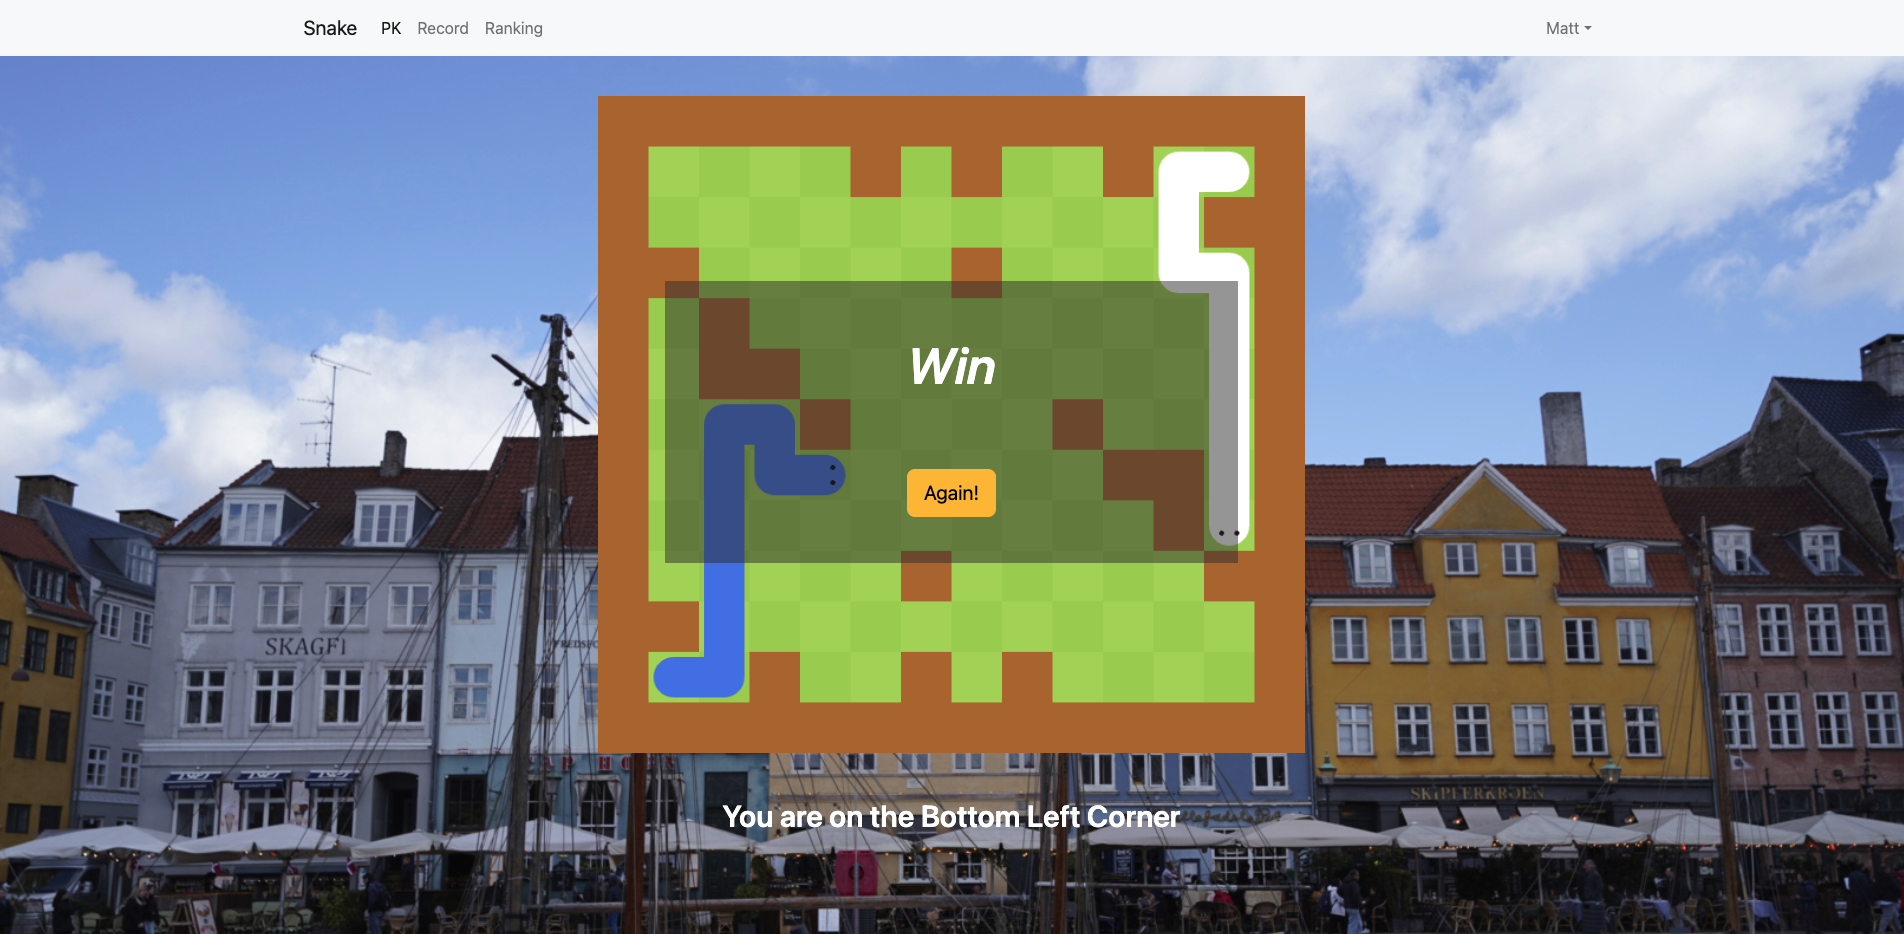 Snake PK Record Ranking Matt
Win
Again!
SKAGEN
SKIPPERKROEN
You are on the Bottom Left Corner